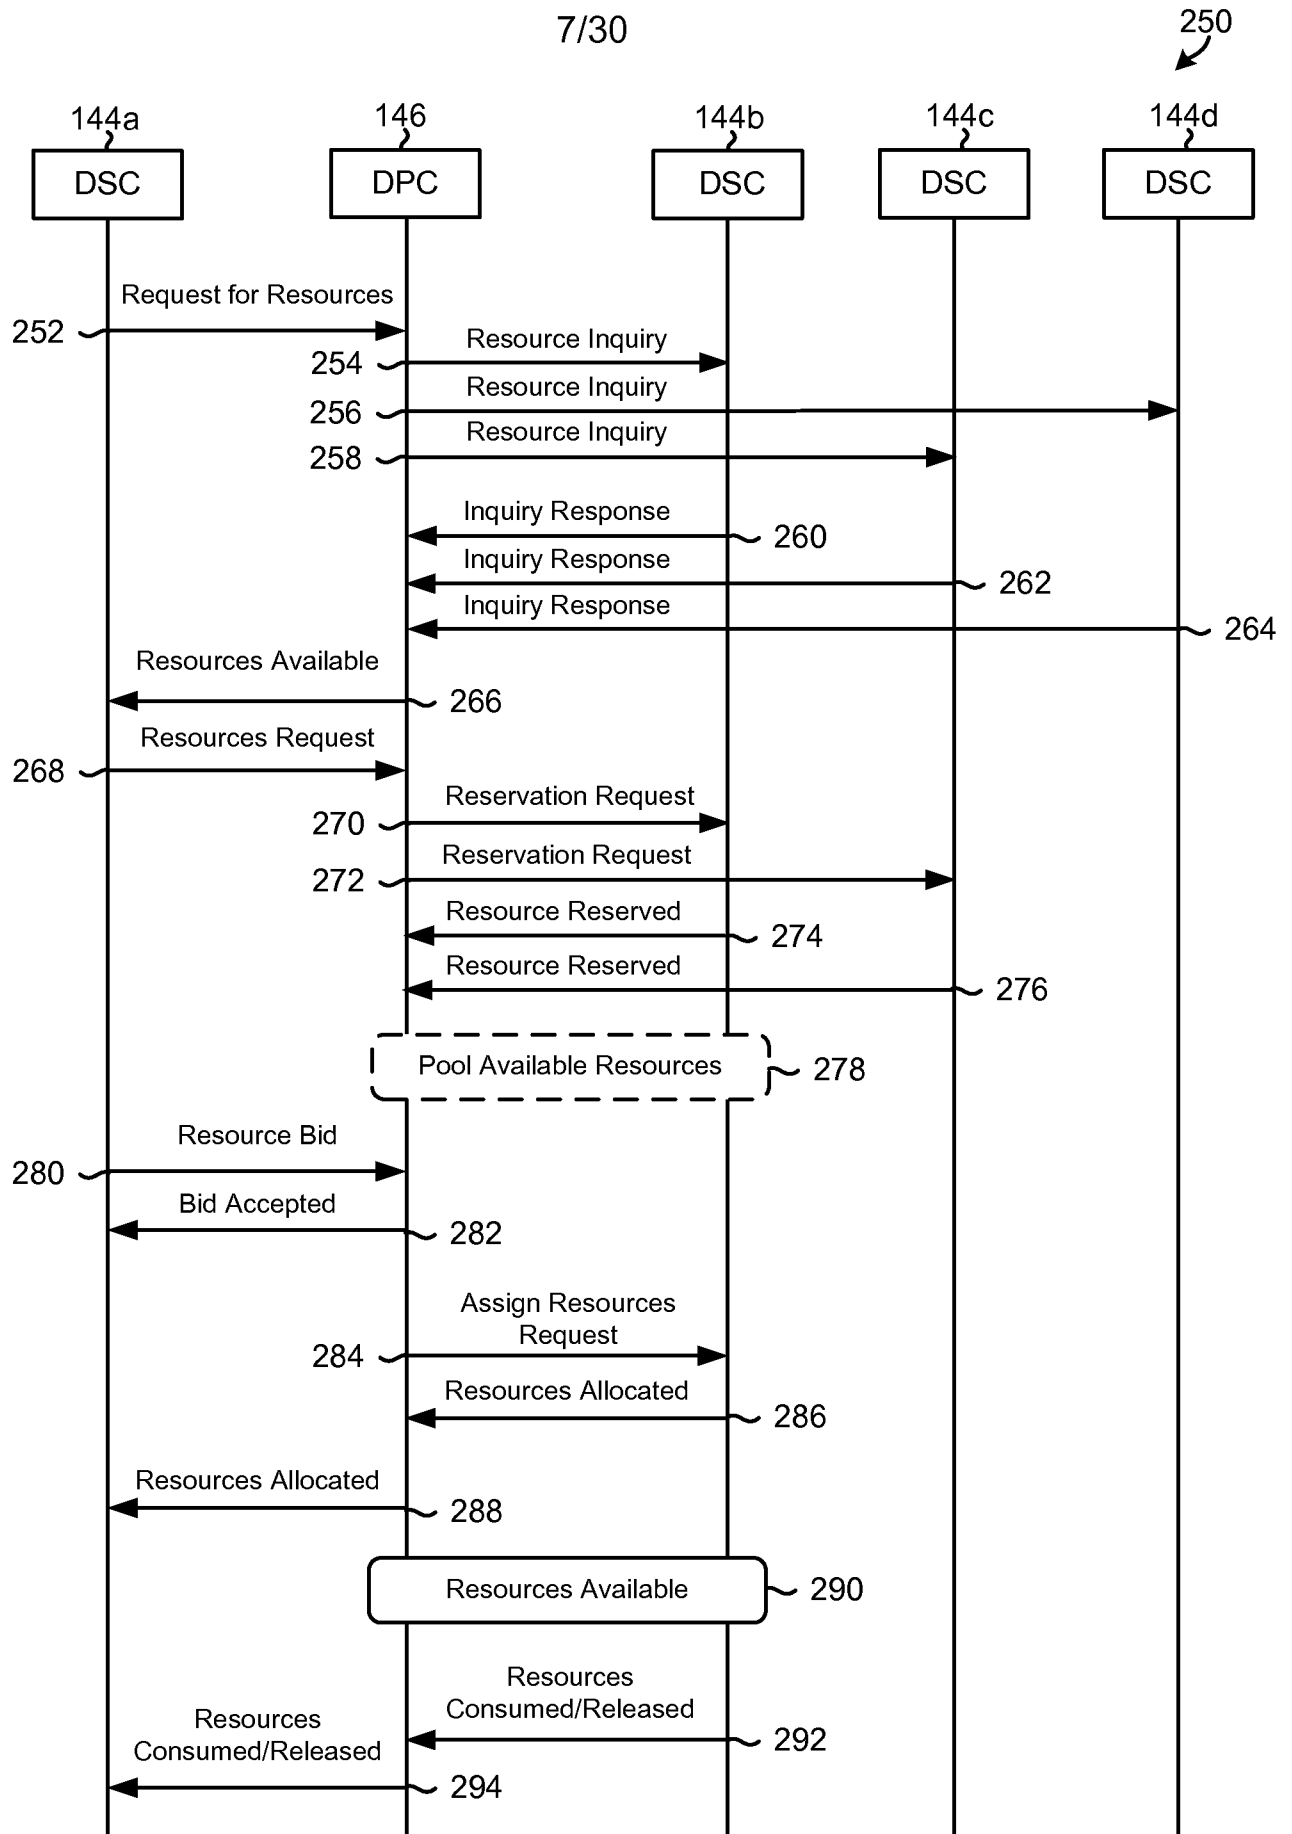 7/30
250
144a
146
144b
144c
144d
DSC
DPC
DSC
DSC
DSC
Request for Resources
252
Resource Inquiry
254
Resource Inquiry
256
Resource Inquiry
258
Inquiry Response
260
Inquiry Response
262
Inquiry Response
264
Resources Available
266
Resources Request
268
Reservation Request
270
Reservation Request
272
Resource Reserved
274
Resource Reserved
276
Pool Available Resources
278
Resource Bid
280
Bid Accepted
282
Assign Resources
Request
284
Resources Allocated
286
Resources Allocated
288
Resources Available
290
Resources
Consumed/Released
292
Resources
Consumed/Released
294